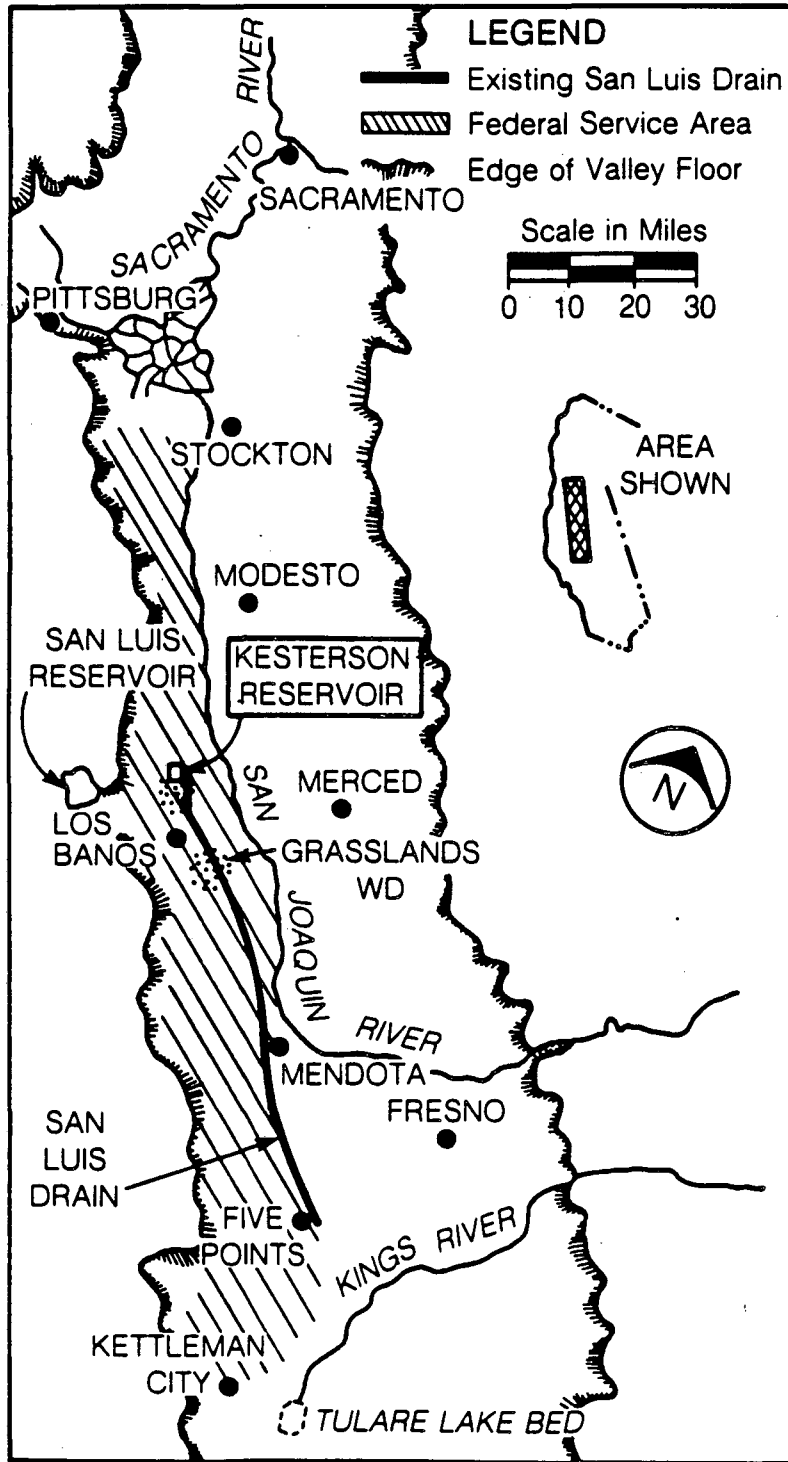 LEGEND
Existing San Luis Drain
Federal Service Area
Edge of Valley Floor
Scale in Miles
0 10 20 30
RIVER
SACRAMENTO
SACRAMENTO
PITTSBURG
STOCKTON
AREA
SHOWN
MODESTO
SAN LUIS
RESERVOIR
KESTERSON
RESERVOIR
N
SAN
MERCED
LOS
BANOS
GRASSLANDS
WD
JOAQUIN
RIVER
MENDOTA
FRESNO
SAN
LUIS
DRAIN
FIVE
POINTS
KINGS RIVER
KETTLEMAN
CITY
TULARE LAKE BED